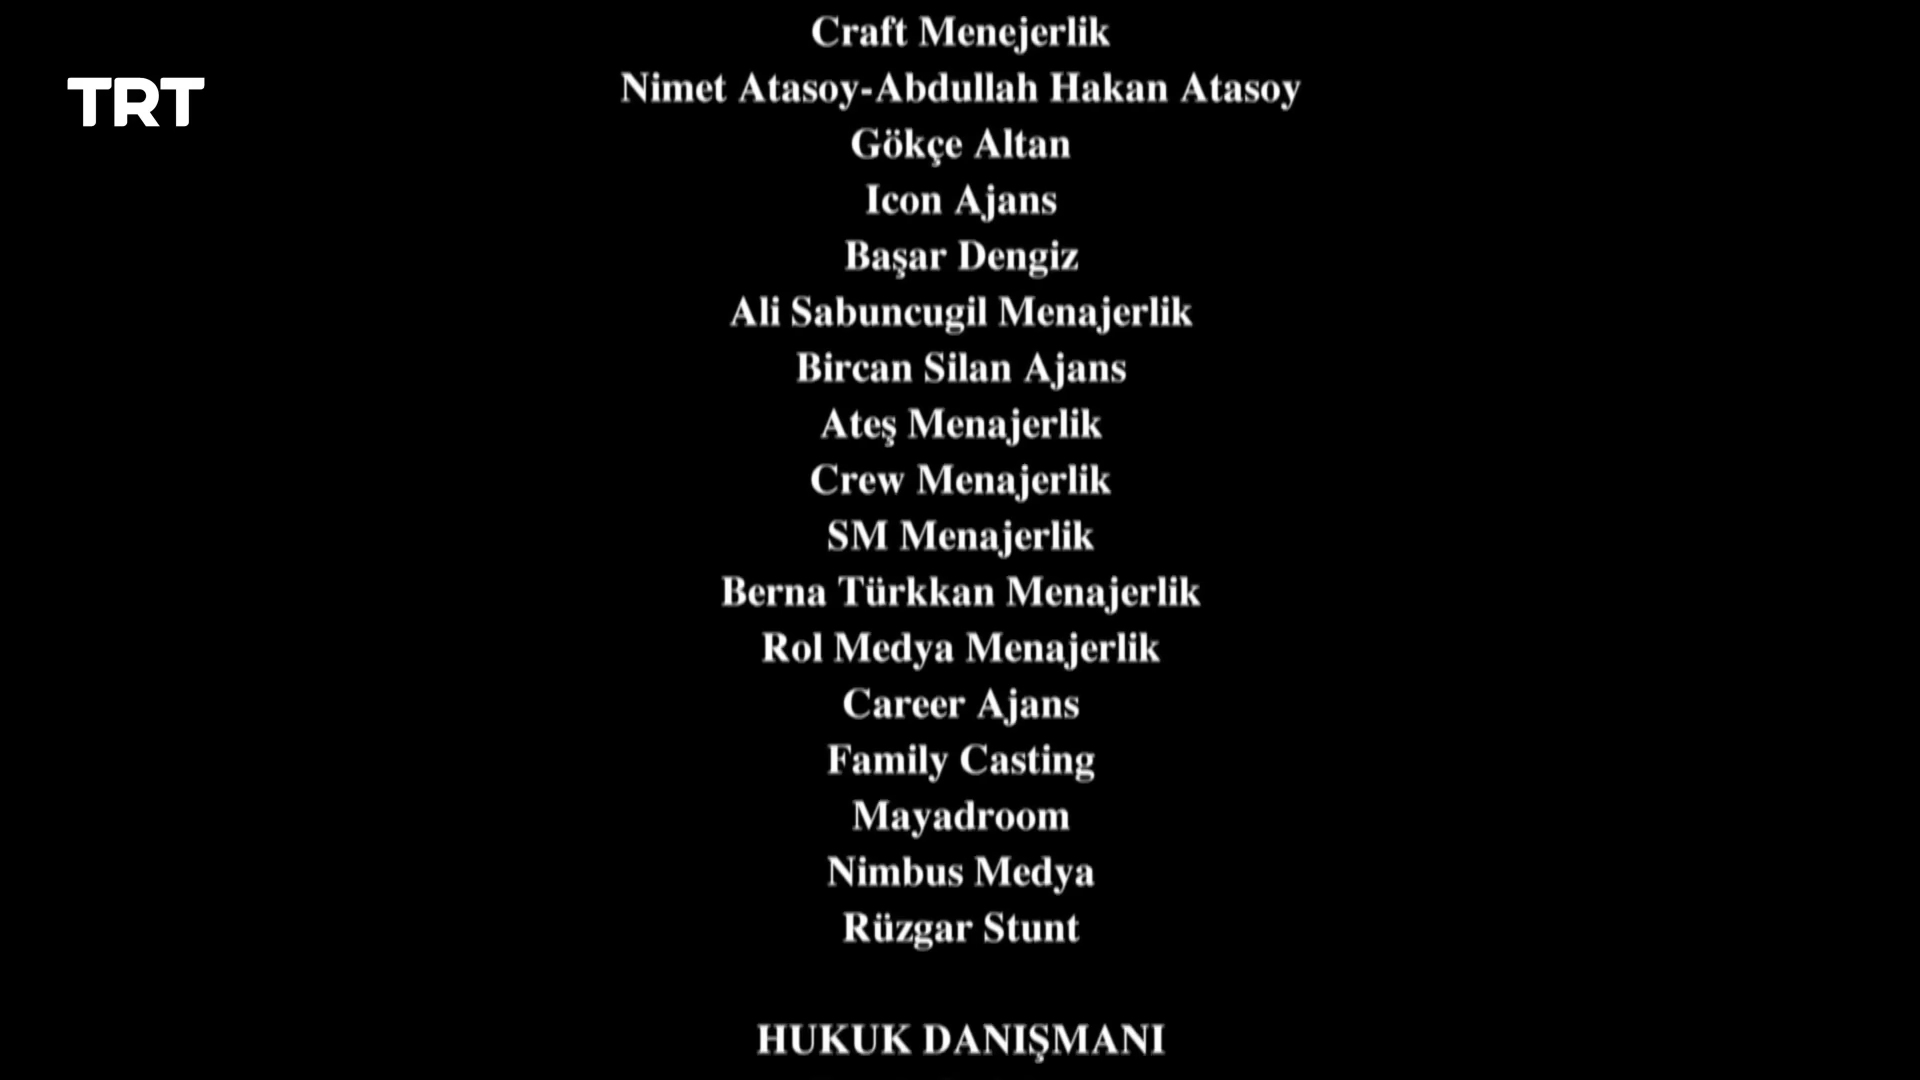 TRT
Craft Menejerlik
Nimet Atasoy-Abdullah Hakan Atasoy
Gökçe Altan
Icon Ajans
Başar Dengiz
Ali Sabuncugil Menajerlik
Bircan Silan Ajans
Ateş Menajerlik
Crew Menajerlik
SM Menajerlik
Berna Türkkan Menajerlik
Rol Medya Menajerlik
Career Ajans
Family Casting
Mayadroom
Nimbus Medya
Rüzgar Stunt
HUKUK DANIŞMANI